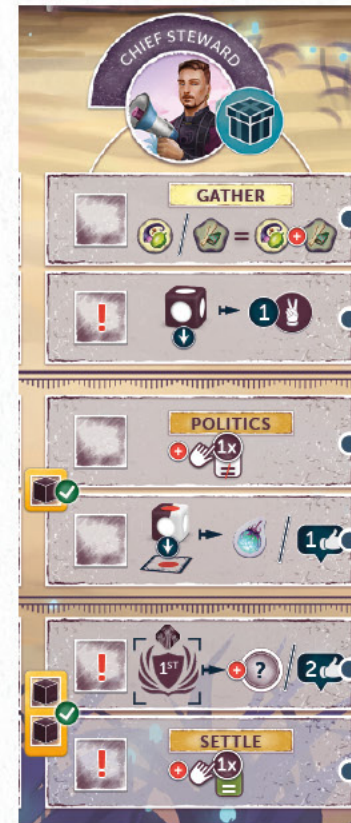 CHIEF STEWARD
GATHER
/ = +
!
1
POLITICS
+ 1x
≠
/ 1
!
1ST
+ ? / 2
!
SETTLE
+ 1x
=